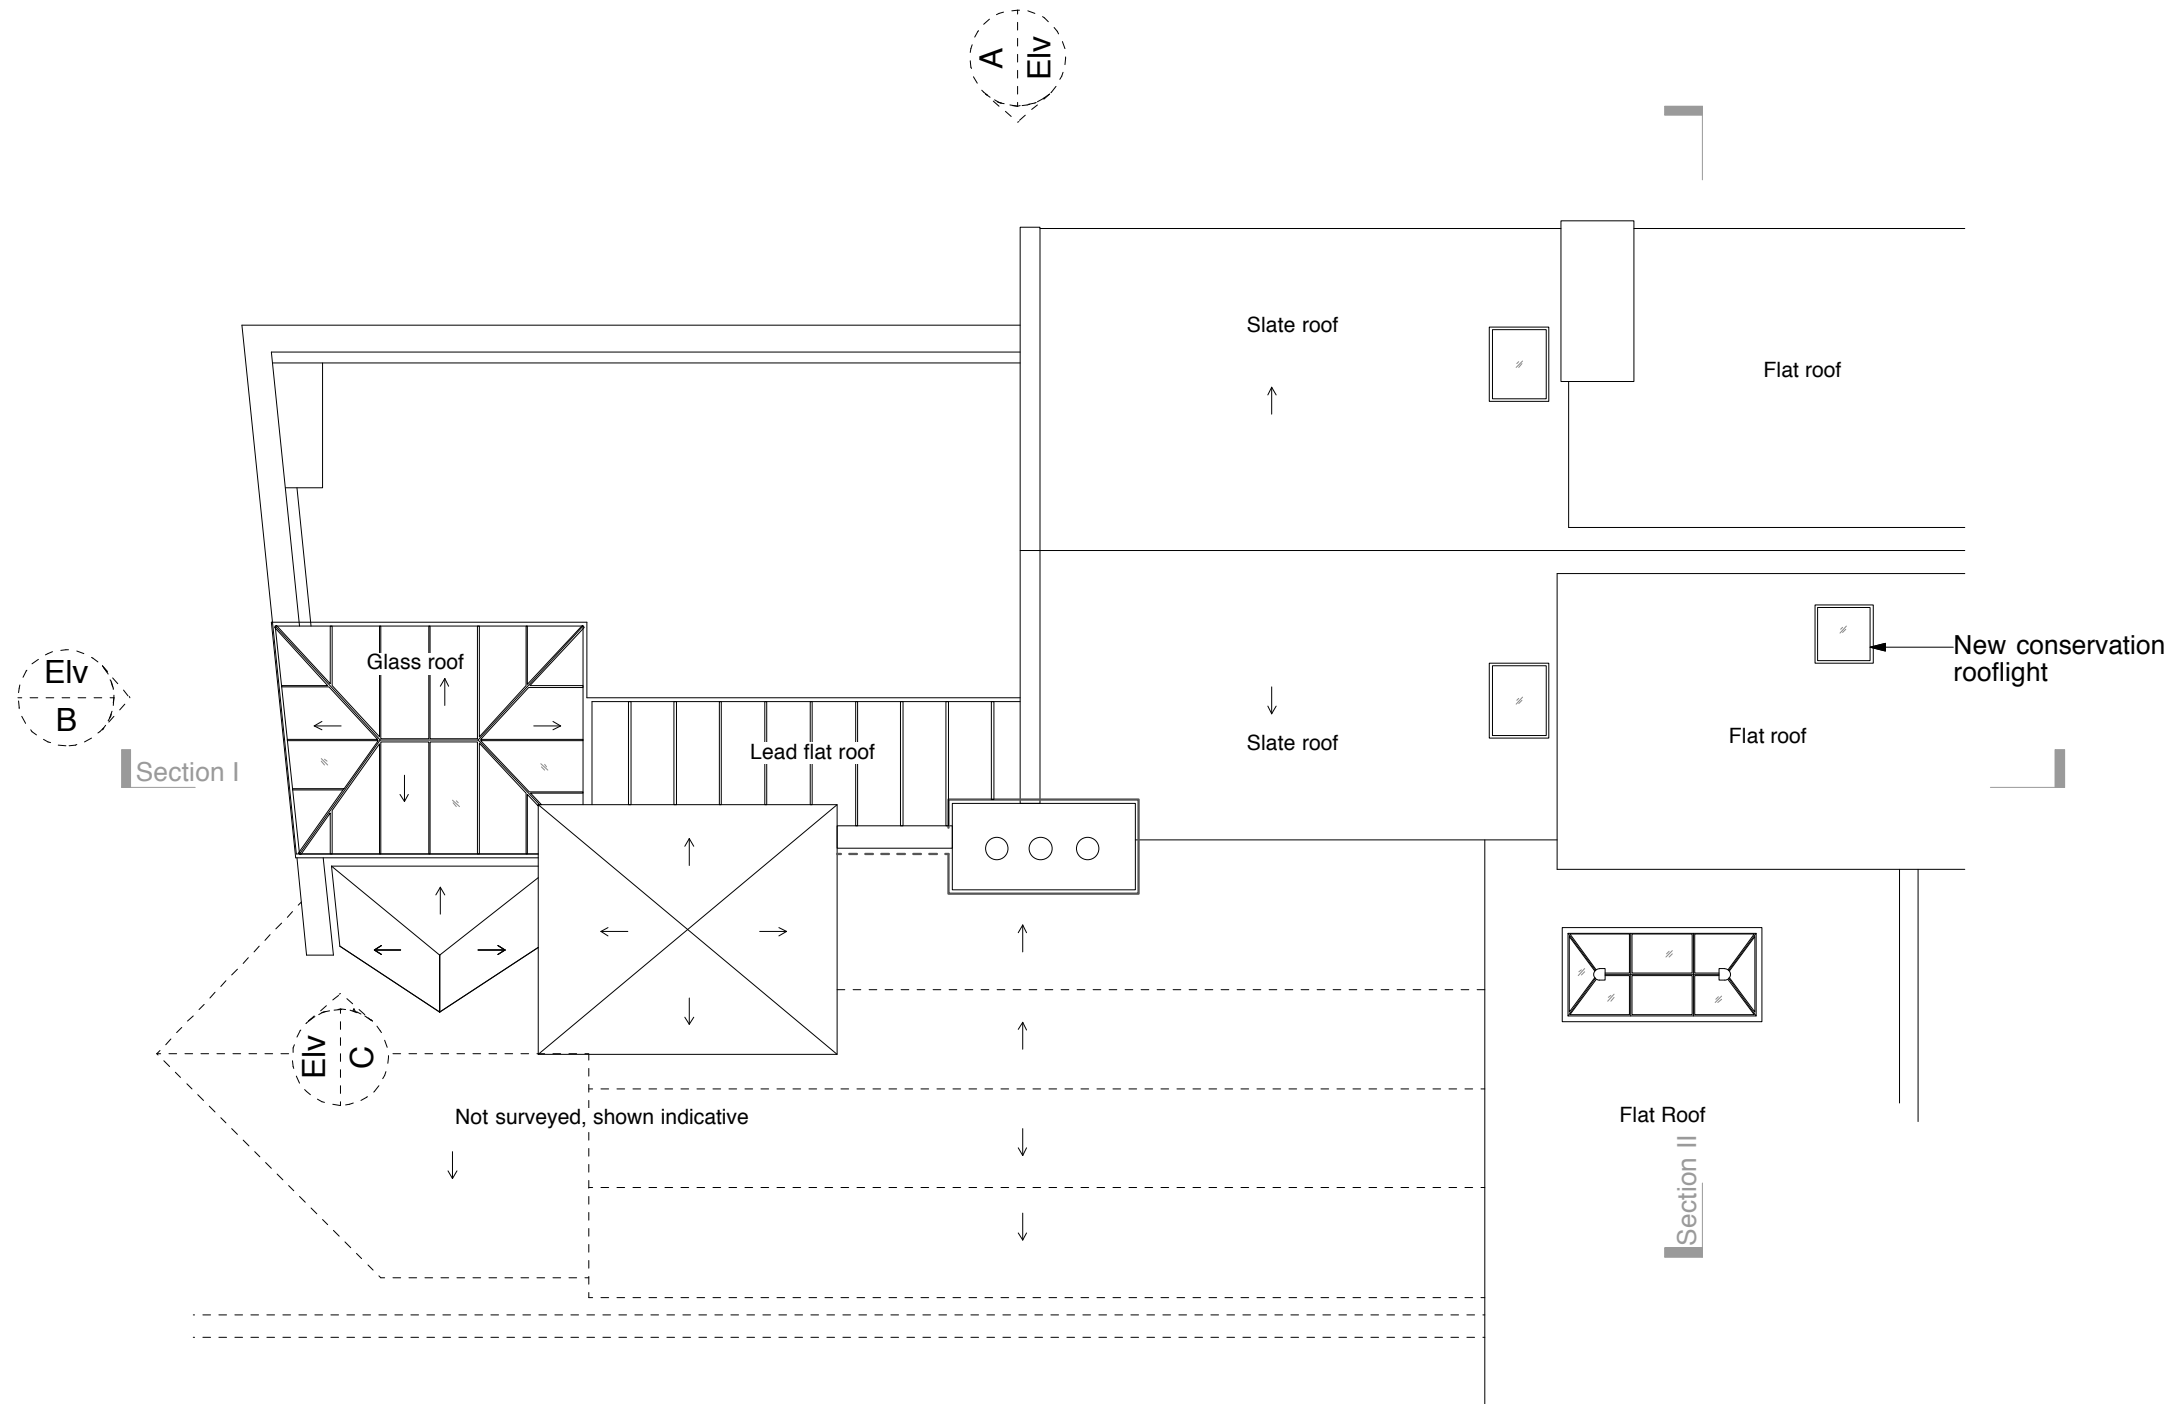 A
Elv
Slate roof
Flat roof
New conservation
rooflight
Glass roof
Elv
B
Section I
Lead flat roof
Slate roof
Flat roof
Elv
C
Not surveyed, shown indicative
Flat Roof
Section II